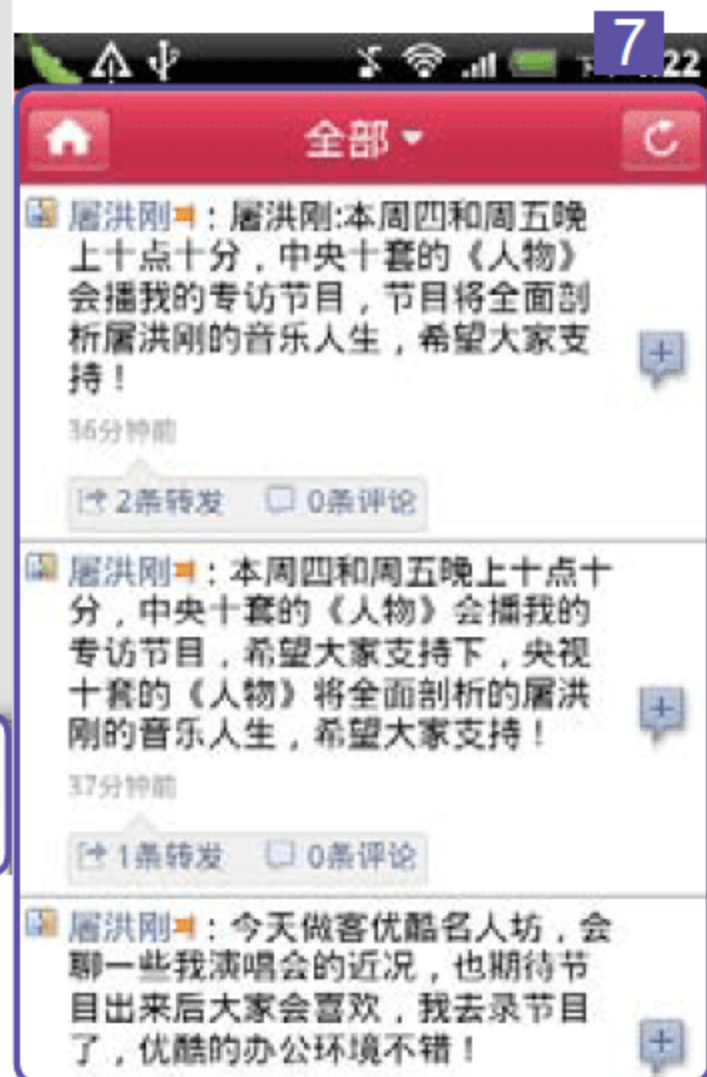 7
22
全部
屠洪刚：屠洪刚:本周四和周五晚
上十点十分，中央十套的《人物》
会播我的专访节目，节目将全面剖
析屠洪刚的音乐人生，希望大家支
持！
36分钟前
2条转发 0条评论
屠洪刚：本周四和周五晚上十点十
分，中央十套的《人物》会播我的
专访节目，希望大家支持下，央视
十套的《人物》将全面剖析的屠洪
刚的音乐人生，希望大家支持！
37分钟前
1条转发 0条评论
屠洪刚：今天做客优酷名人坊，会
聊一些我演唱会的近况，也期待节
目出来后大家会喜欢，我去录节目
了，优酷的办公环境不错！